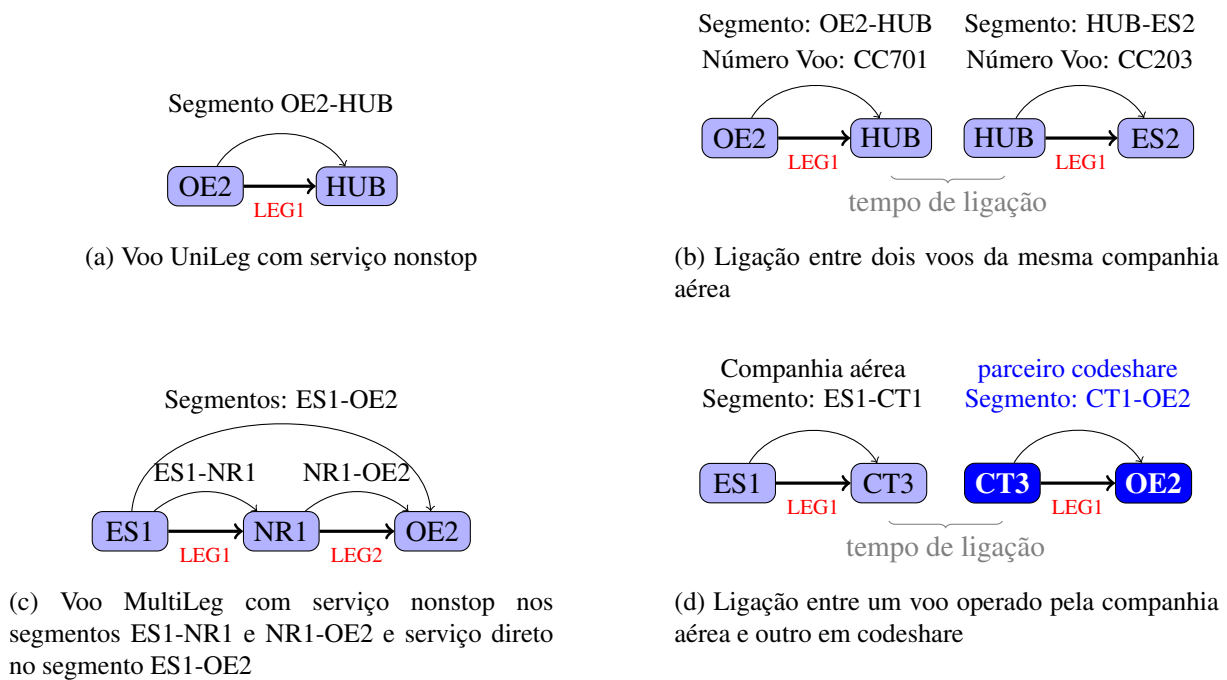 Segmento OE2-HUB
OE2
HUB
LEG1
(a) Voo UniLeg com serviço nonstop
Segmento: OE2-HUB
Número Voo: CC701
Segmento: HUB-ES2
Número Voo: CC203
OE2
HUB
HUB
ES2
LEG1
LEG1
tempo de ligação
(b) Ligação entre dois voos da mesma companhia
aérea
Segmentos: ES1-OE2
ES1-NR1
NR1-OE2
ES1
NR1
OE2
LEG1
LEG2
(c) Voo MultiLeg com serviço nonstop nos
segmentos ES1-NR1 e NR1-OE2 e serviço direto
no segmento ES1-OE2
Companhia aérea
Segmento: ES1-CT1
parceiro codeshare
Segmento: CT1-OE2
ES1
CT3
CT3
OE2
LEG1
LEG1
tempo de ligação
(d) Ligação entre um voo operado pela companhia
aérea e outro em codeshare